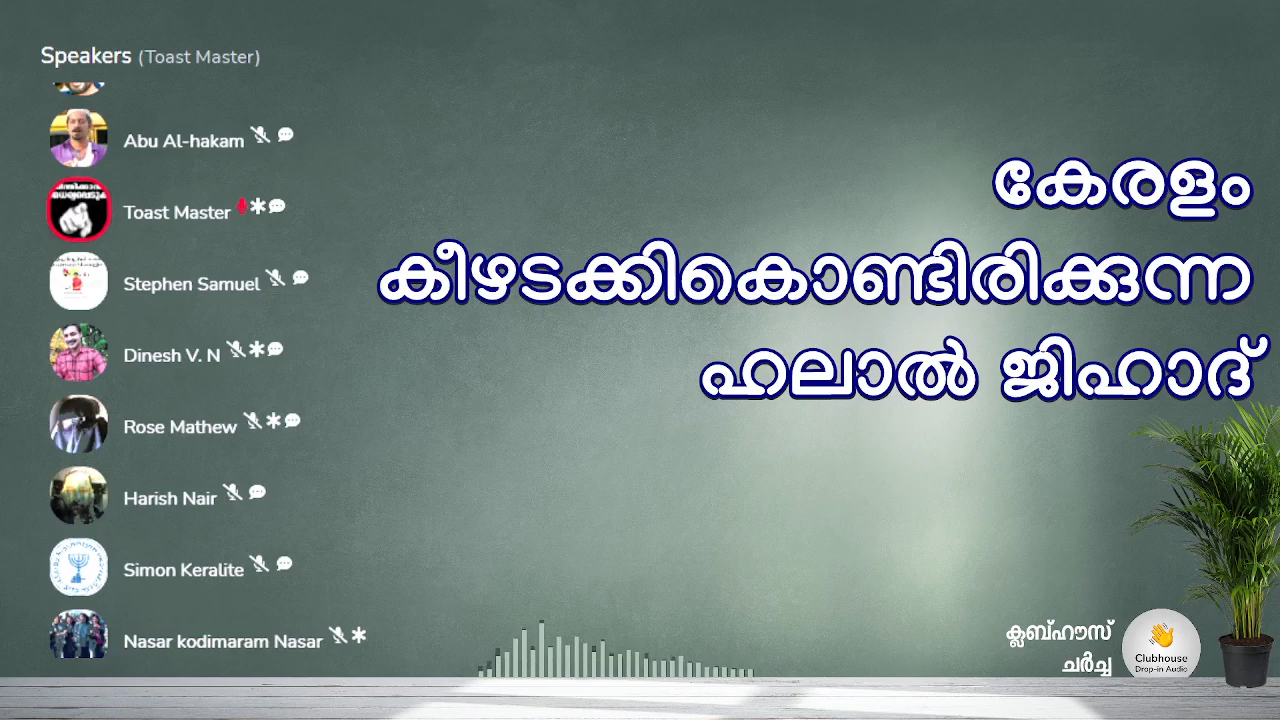 Speakers (Toast Master)
Abu Al-hakam
Toast Master
Stephen Samuel
Dinesh V. N
Rose Mathew
Harish Nair
Simon Keralite
Nasar kodimaram Nasar
കേരളം
കീഴടക്കികൊണ്ടിരിക്കുന്ന
ഹലാൽ ജിഹാദ്
ക്ലബ്ഹൗസ്
ചർച്ച
Clubhouse
Drop-in Audio